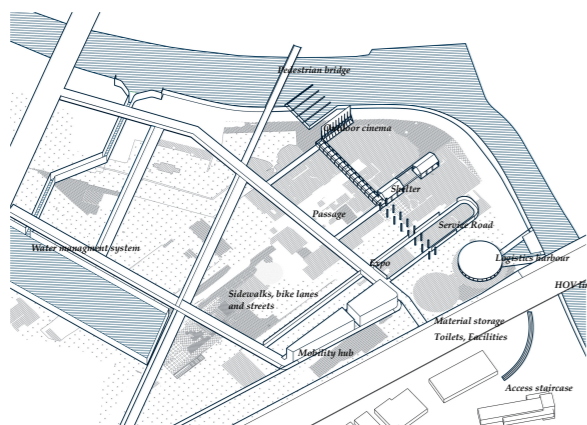 Pedestrian bridge
Outdoor cinema
Shelter
Passage
Service Road
Water managment system
Expo
Logistics harbour
HOV
Sidewalks, bike lanes
and streets
Material storage
Toilets, Facilities
Mobility hub
Access staircase